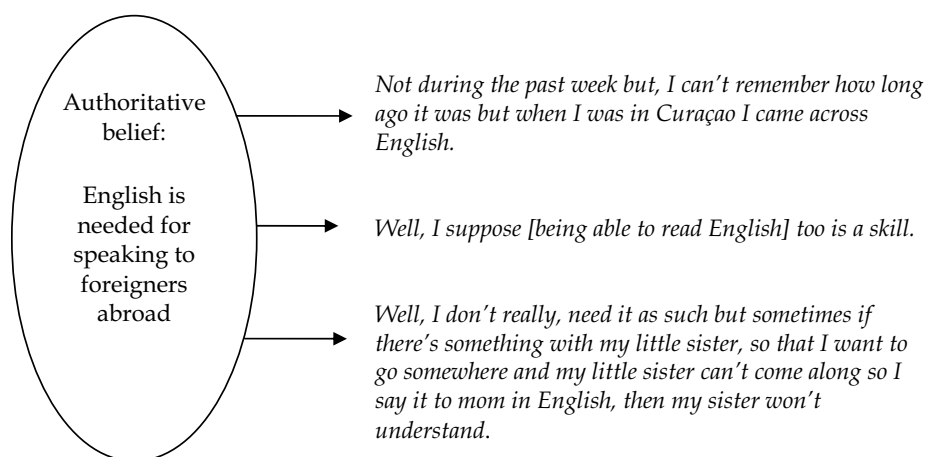 Authoritative
belief:
English is
needed for
speaking to
foreigners
abroad
Not during the past week but, I can't remember how long
ago it was but when I was in Curaçao I came across
English.
Well, I suppose [being able to read English] too is a skill.
Well, I don't really, need it as such but sometimes if
there's something with my little sister, so that I want to
go somewhere and my little sister can't come along so I
say it to mom in English, then my sister won't
understand.